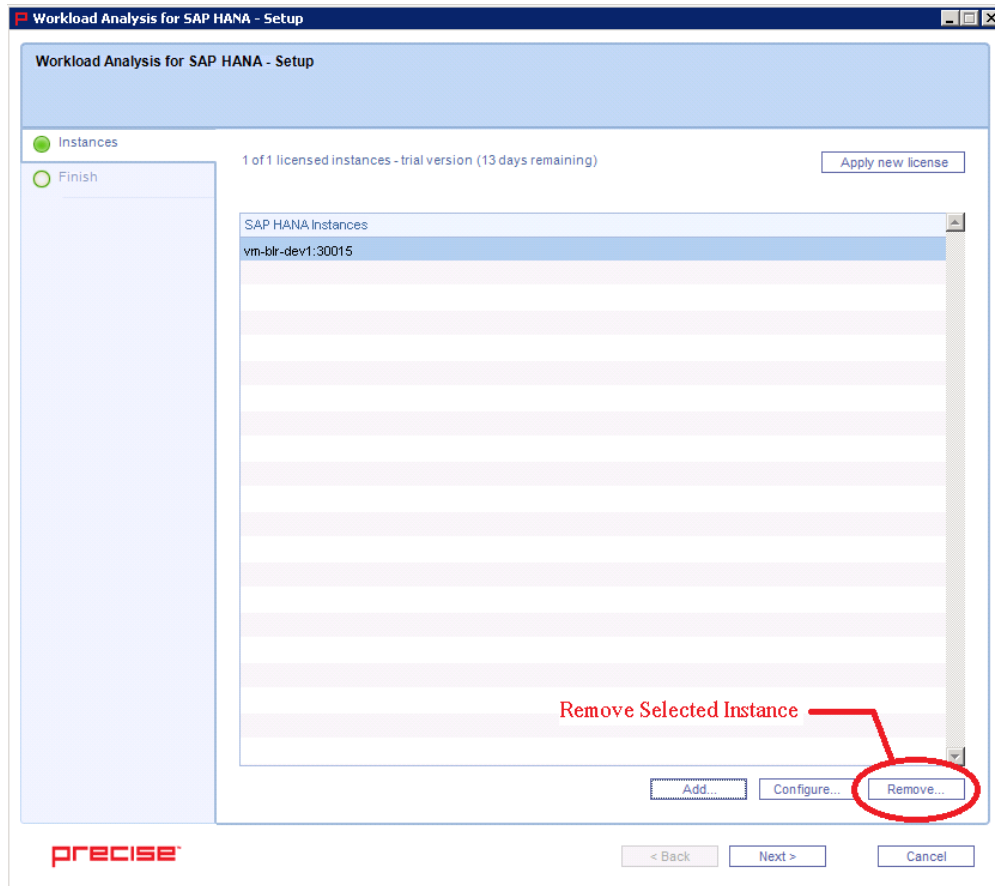 Workload Analysis for SAP HANA - Setup
Workload Analysis for SAP HANA - Setup
Instances
Finish
1 of 1 licensed instances - trial version (13 days remaining)
Apply new license
SAP HANA Instances
vm-blr-dev1:30015
Remove Selected Instance
Add...
Configure...
Remove...
precise
< Back
Next >
Cancel